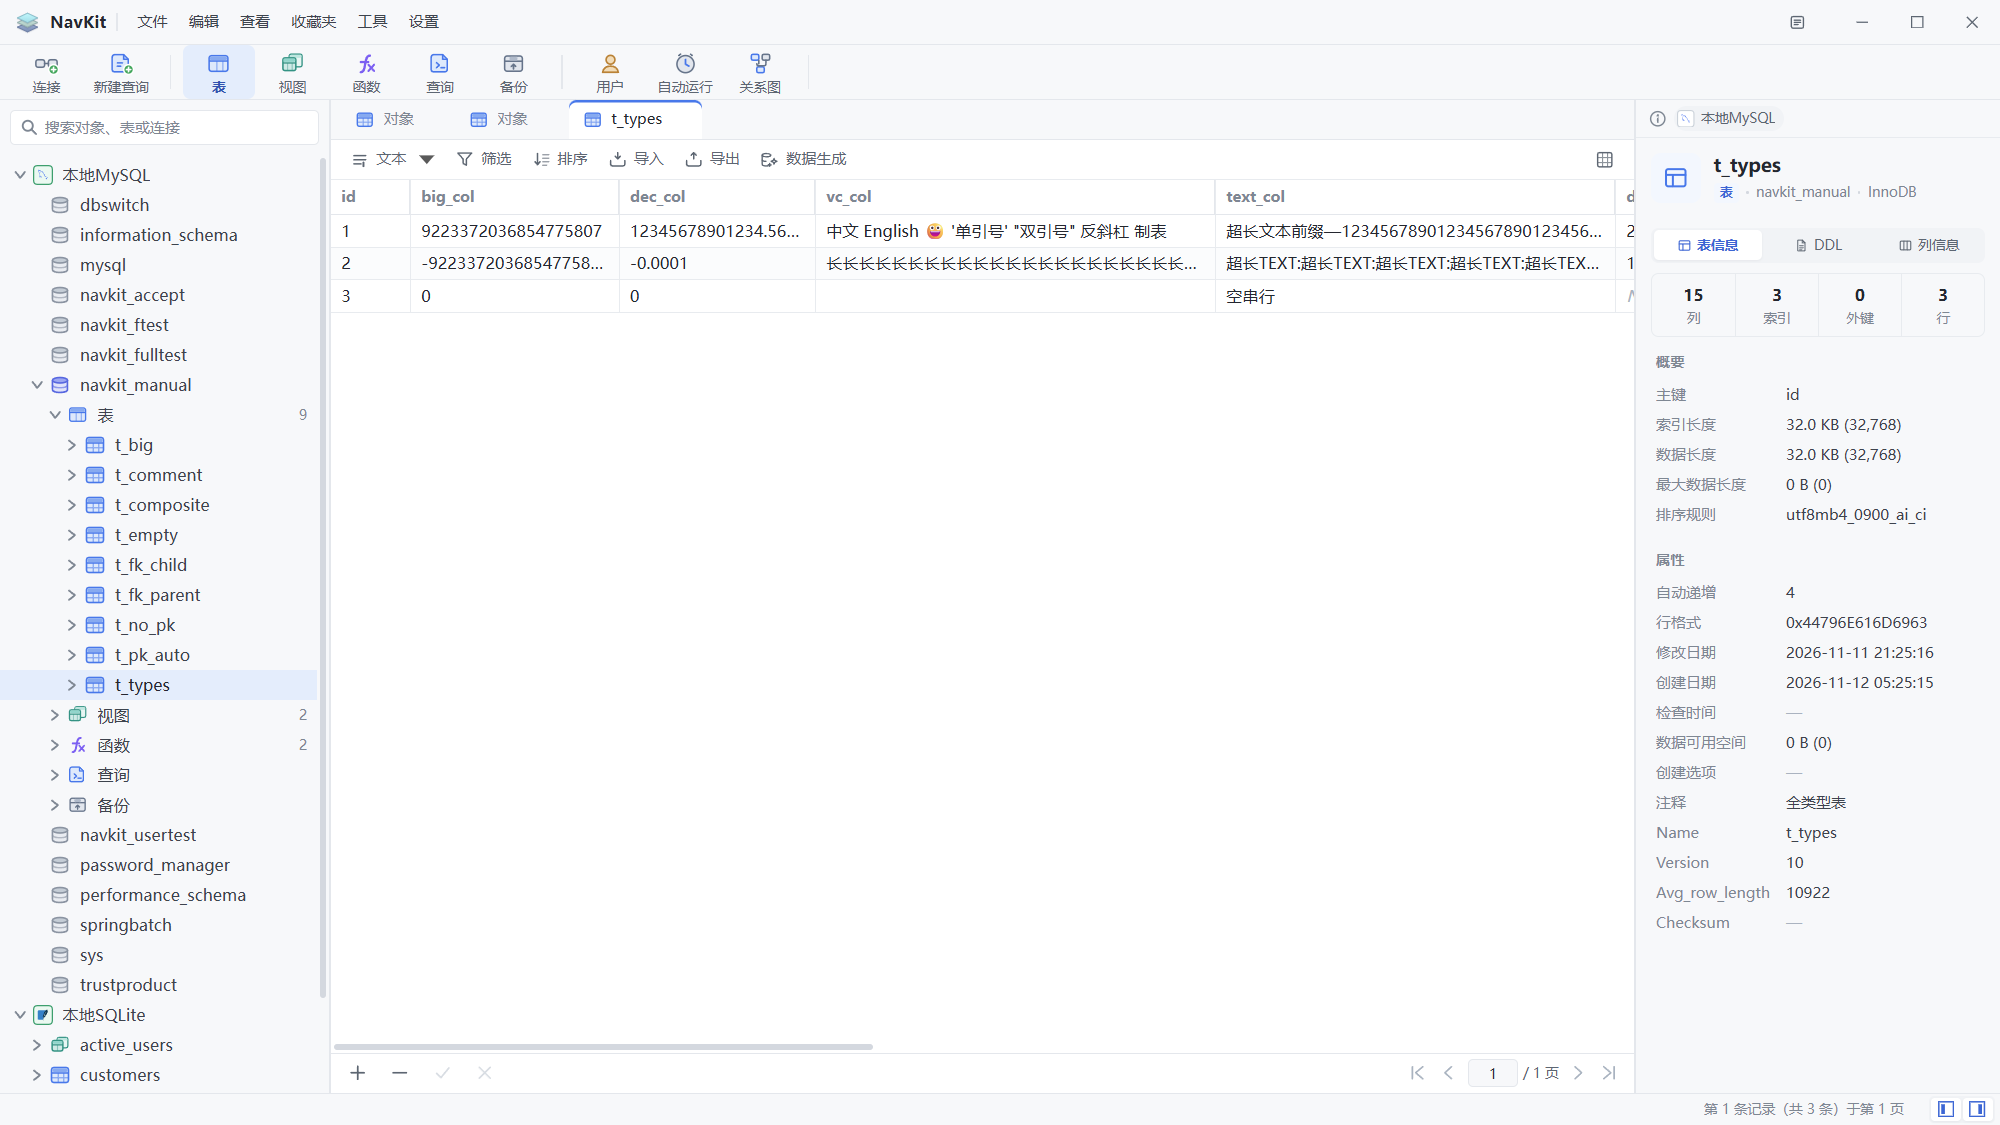 NavKit 文件 编辑 查看 收藏夹 工具 设置
连接 新建查询 表 视图 函数 查询 备份 用户 自动运行 关系图
搜索对象、表或连接
本地MySQL
dbswitch
information_schema
mysql
navkit_accept
navkit_ftest
navkit_fulltest
navkit_manual
表 9
t_big
t_comment
t_composite
t_empty
t_fk_child
t_fk_parent
t_no_pk
t_pk_auto
t_types
视图 2
函数 2
查询
备份
navkit_usertest
password_manager
performance_schema
springbatch
sys
trustproduct
本地SQLite
active_users
customers
对象 对象 t_types
文本 筛选 排序 导入 导出 数据生成
id big_col dec_col vc_col text_col d
1 9223372036854775807 12345678901234.56... 中文 English 😀 '单引号' "双引号" 反斜杠 制表 超长文本前缀—12345678901234567890123456... 2
2 -92233720368547758... -0.0001 长长长长长长长长长长长长长长长长长长长长长长... 超长TEXT:超长TEXT:超长TEXT:超长TEXT:超长TEX... 1
3 0 0 空串行
1 / 1 页
本地MySQL
t_types
表 · navkit_manual · InnoDB
表信息 DDL 列信息
15 3 0 3
列 索引 外键 行
概要
主键 id
索引长度 32.0 KB (32,768)
数据长度 32.0 KB (32,768)
最大数据长度 0 B (0)
排序规则 utf8mb4_0900_ai_ci
属性
自动递增 4
行格式 0x44796E616D6963
修改日期 2026-11-11 21:25:16
创建日期 2026-11-12 05:25:15
检查时间 —
数据可用空间 0 B (0)
创建选项 —
注释 全类型表
Name t_types
Version 10
Avg_row_length 10922
Checksum —
第 1 条记录（共 3 条）于第 1 页